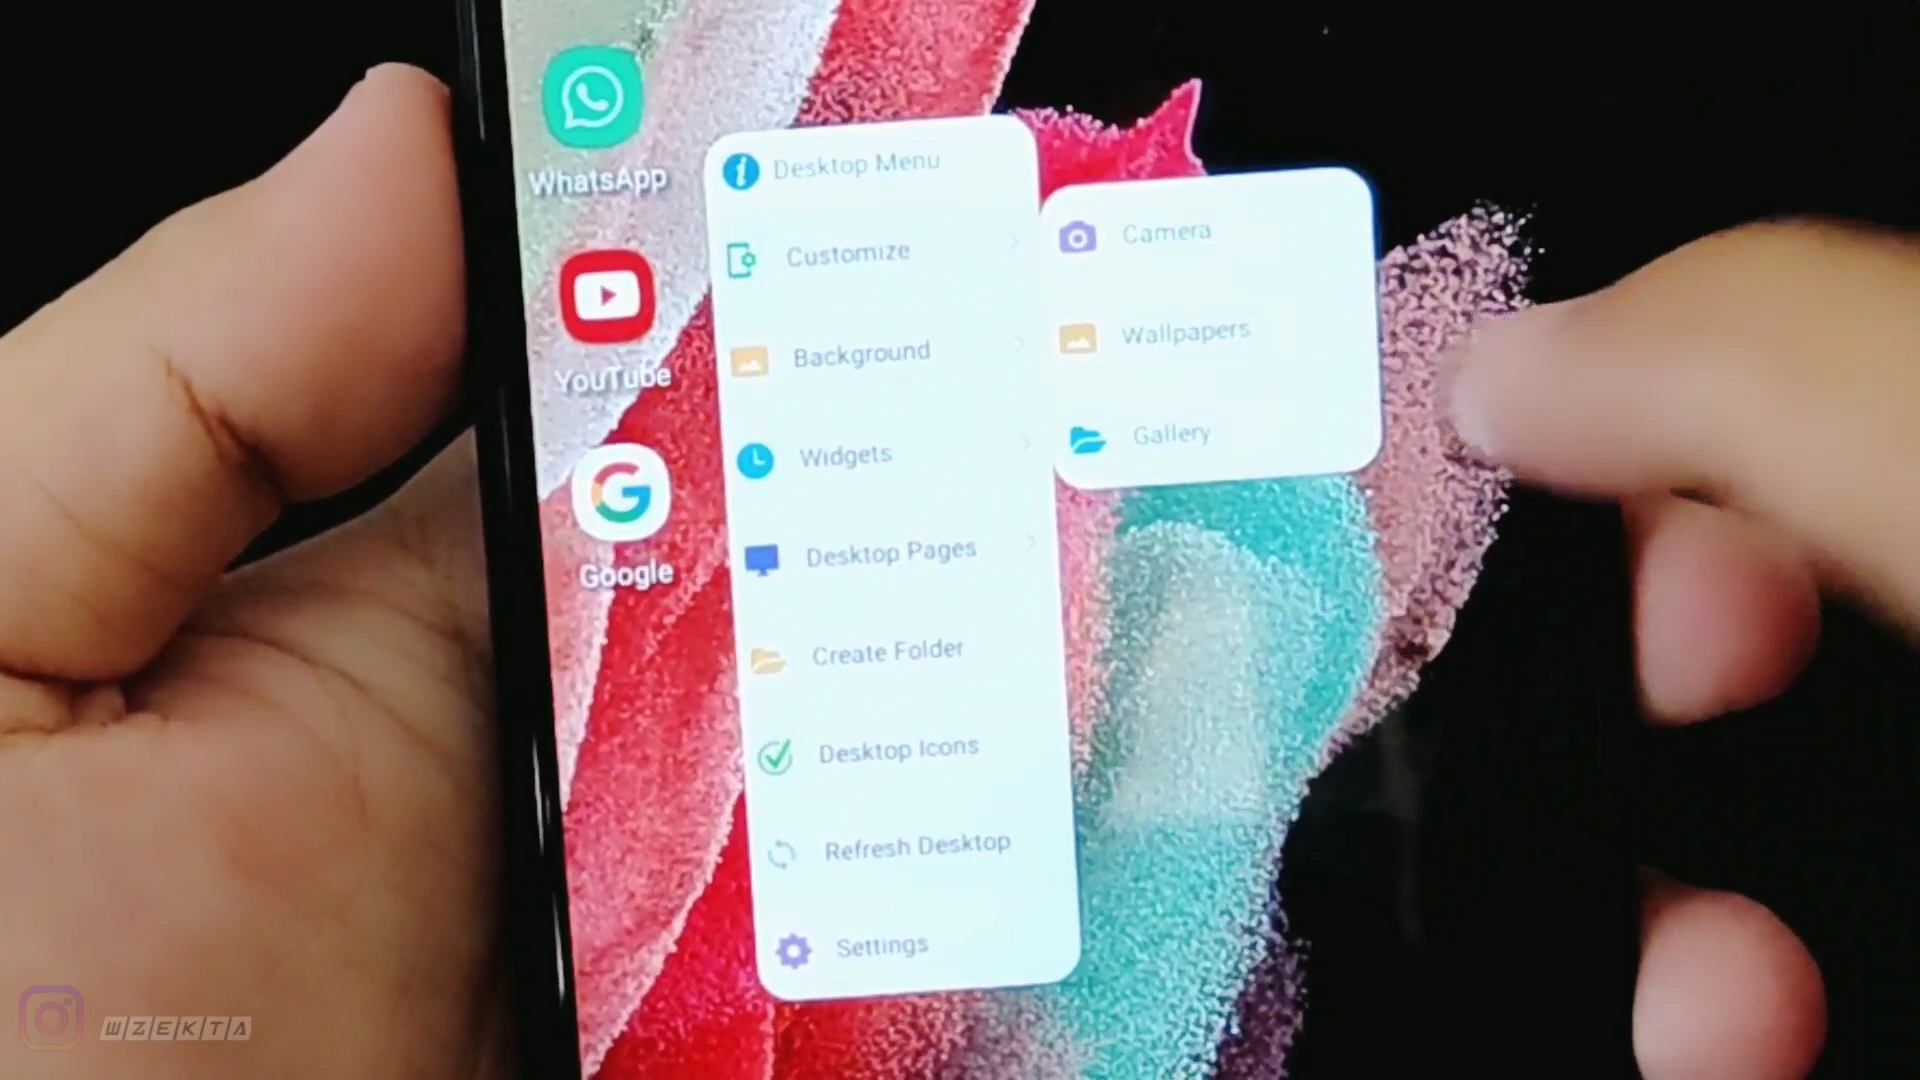 WhatsApp
YouTube
Google
Desktop Menu
Customize
Background
Widgets
Desktop Pages
Create Folder
Desktop Icons
Refresh Desktop
Settings
Camera
Wallpapers
Gallery
WZEKTA